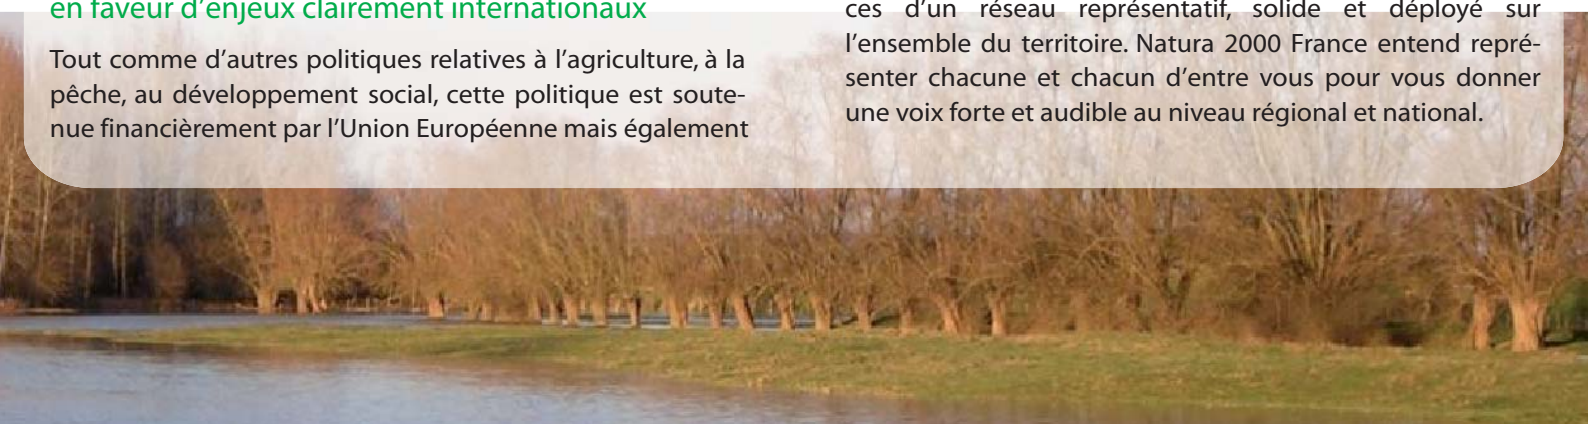 en faveur d'enjeux clairement internationaux
Tout comme d'autres politiques relatives à l'agriculture, à la
pêche, au développement social, cette politique est soute-
nue financièrement par l'Union Européenne mais également
ces d'un réseau représentatif, solide et déployé sur
l'ensemble du territoire. Natura 2000 France entend repré-
senter chacune et chacun d'entre vous pour vous donner
une voix forte et audible au niveau régional et national.